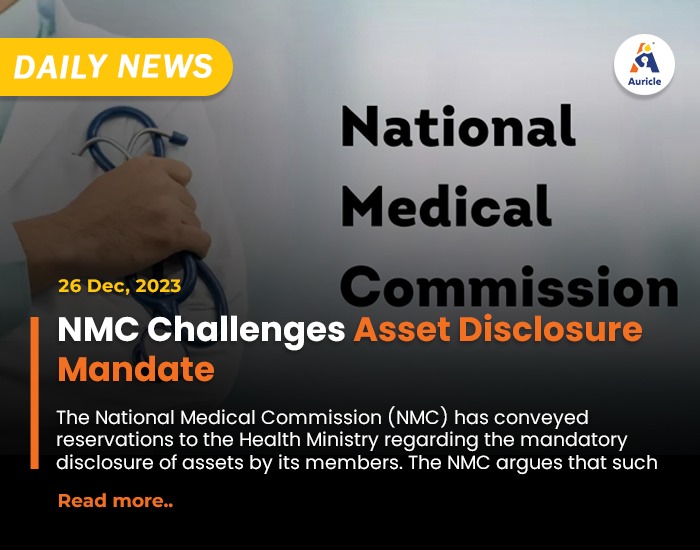 DAILY NEWS
Auricle
National
Medical
Commission
26 Dec, 2023
NMC Challenges Asset Disclosure
Mandate
The National Medical Commission (NMC) has conveyed
reservations to the Health Ministry regarding the mandatory
disclosure of assets by its members. The NMC argues that such
Read more..